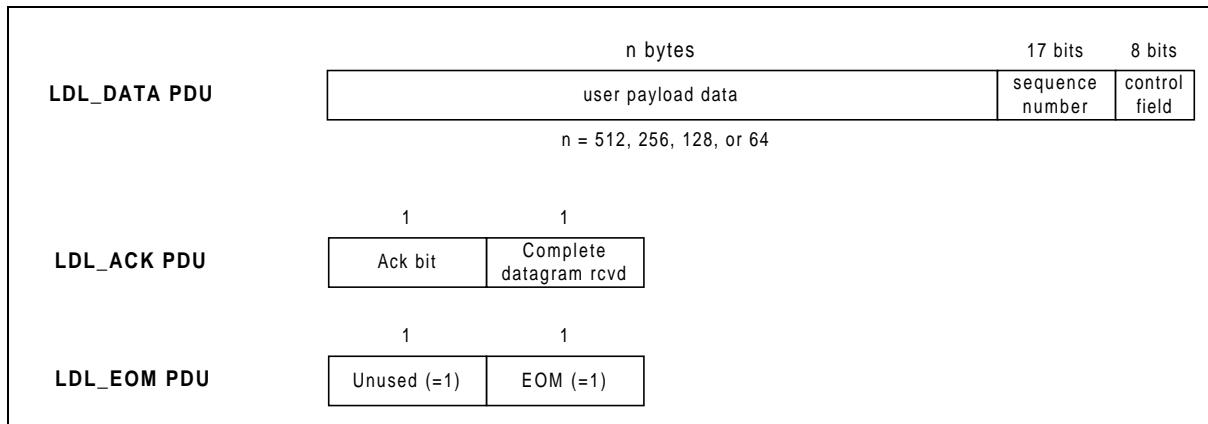 n bytes 17 bits 8 bits
LDL_DATA PDU user payload data sequence number control field
n = 512, 256, 128, or 64
1 1
LDL_ACK PDU Ack bit Complete datagram rcvd
1 1
LDL_EOM PDU Unused (=1) EOM (=1)